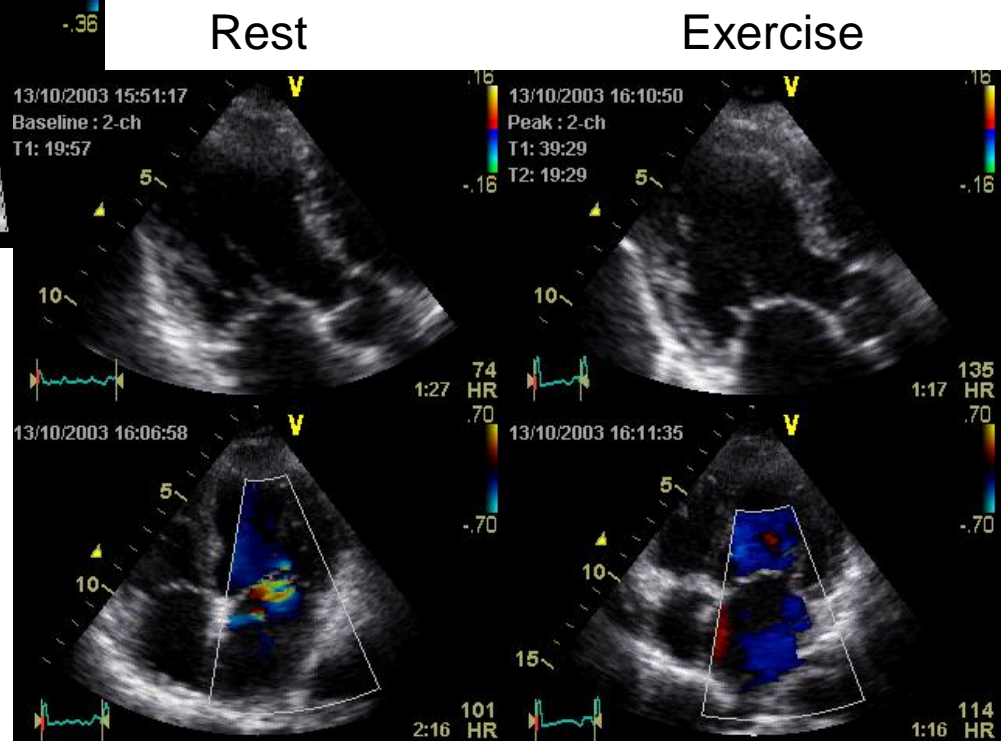 -.36
Rest
Exercise
13/10/2003 15:51:17
Baseline : 2-ch
T1: 19:57
V
.16
-.16
5
10
1:27
74
HR
13/10/2003 16:10:50
Peak : 2-ch
T1: 39:29
T2: 19:29
V
.16
-.16
5
10
1:17
135
HR
13/10/2003 16:06:58
V
.70
-.70
5
10
2:16
101
HR
13/10/2003 16:11:35
V
.70
-.70
5
10
15
1:16
114
HR